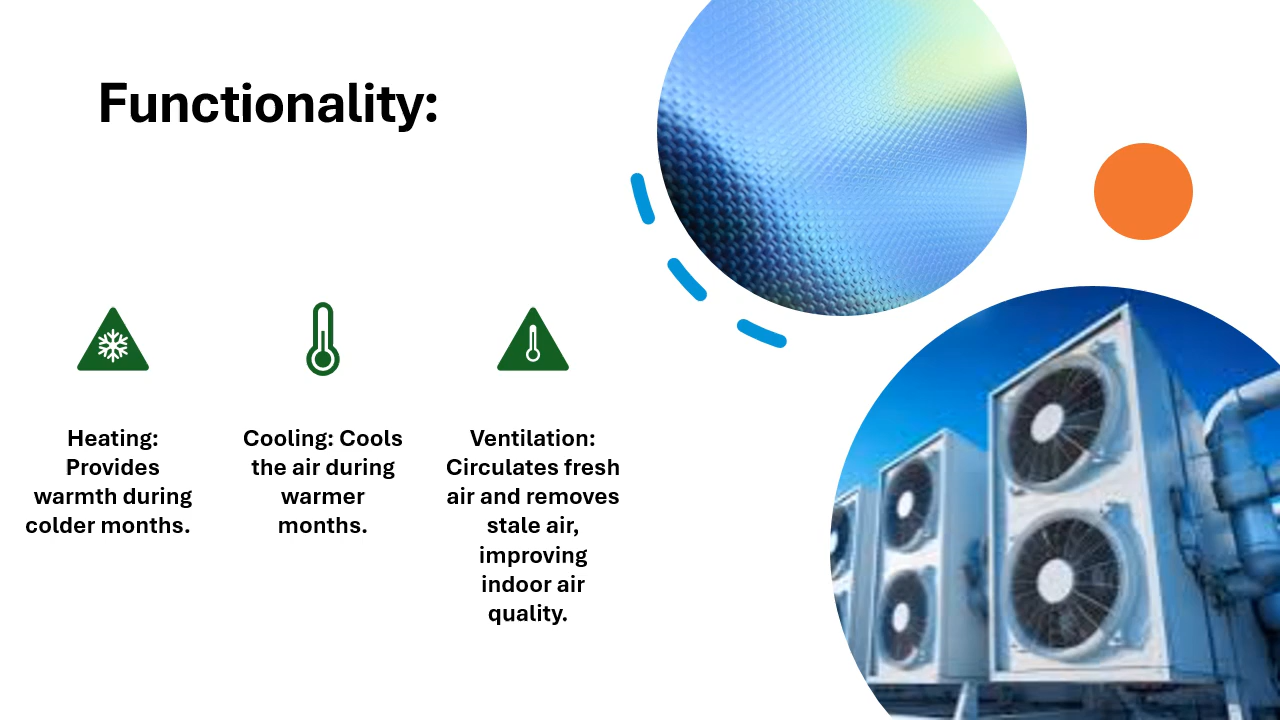 Functionality:
Heating:
Provides
warmth during
colder months.
Cooling: Cools
the air during
warmer
months.
Ventilation:
Circulates fresh
air and removes
stale air,
improving
indoor air
quality.